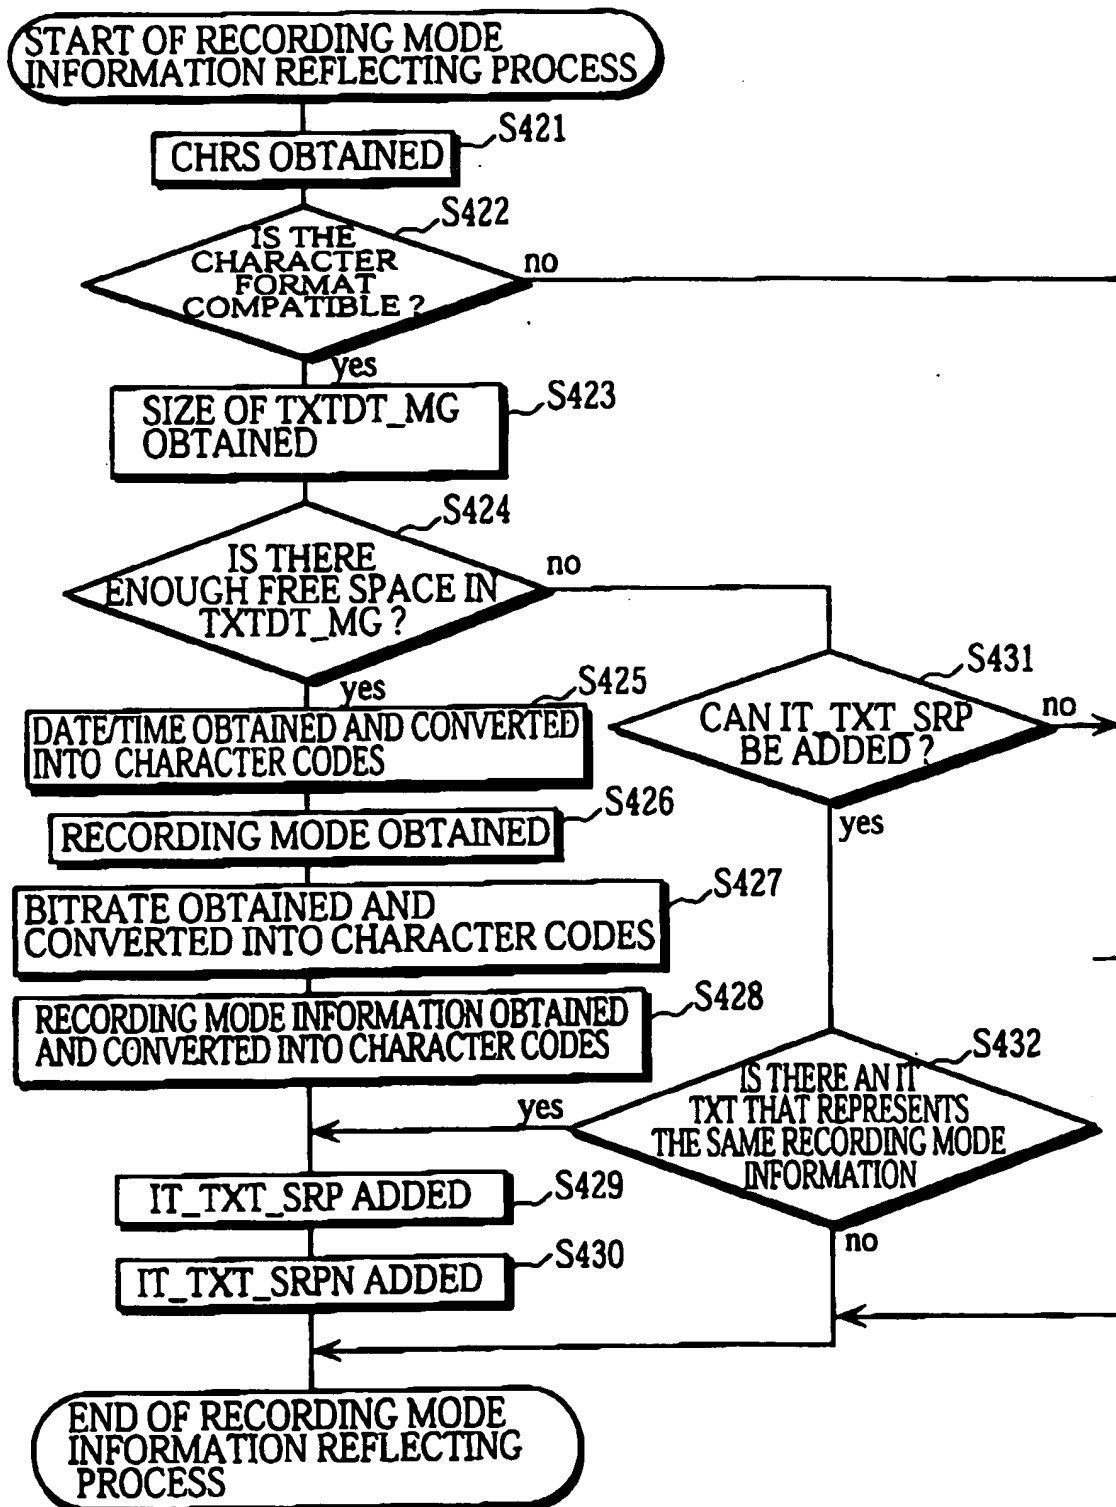 START OF RECORDING MODE
INFORMATION REFLECTING PROCESS
S421
CHRS OBTAINED
S422
IS THE
CHARACTER
FORMAT
COMPATIBLE ?
no
yes
S423
SIZE OF TXTDT_MG
OBTAINED
S424
IS THERE
ENOUGH FREE SPACE IN
TXTDT_MG ?
no
yes
S425
DATE/TIME OBTAINED AND CONVERTED
INTO CHARACTER CODES
S431
CAN IT_TXT_SRP
BE ADDED ?
no
yes
S426
RECORDING MODE OBTAINED
S427
BITRATE OBTAINED AND
CONVERTED INTO CHARACTER CODES
S428
RECORDING MODE INFORMATION OBTAINED
AND CONVERTED INTO CHARACTER CODES
S432
IS THERE AN IT
TXT THAT REPRESENTS
THE SAME RECORDING MODE
INFORMATION
yes
no
S429
IT_TXT_SRP ADDED
S430
IT_TXT_SRPN ADDED
END OF RECORDING MODE
INFORMATION REFLECTING
PROCESS